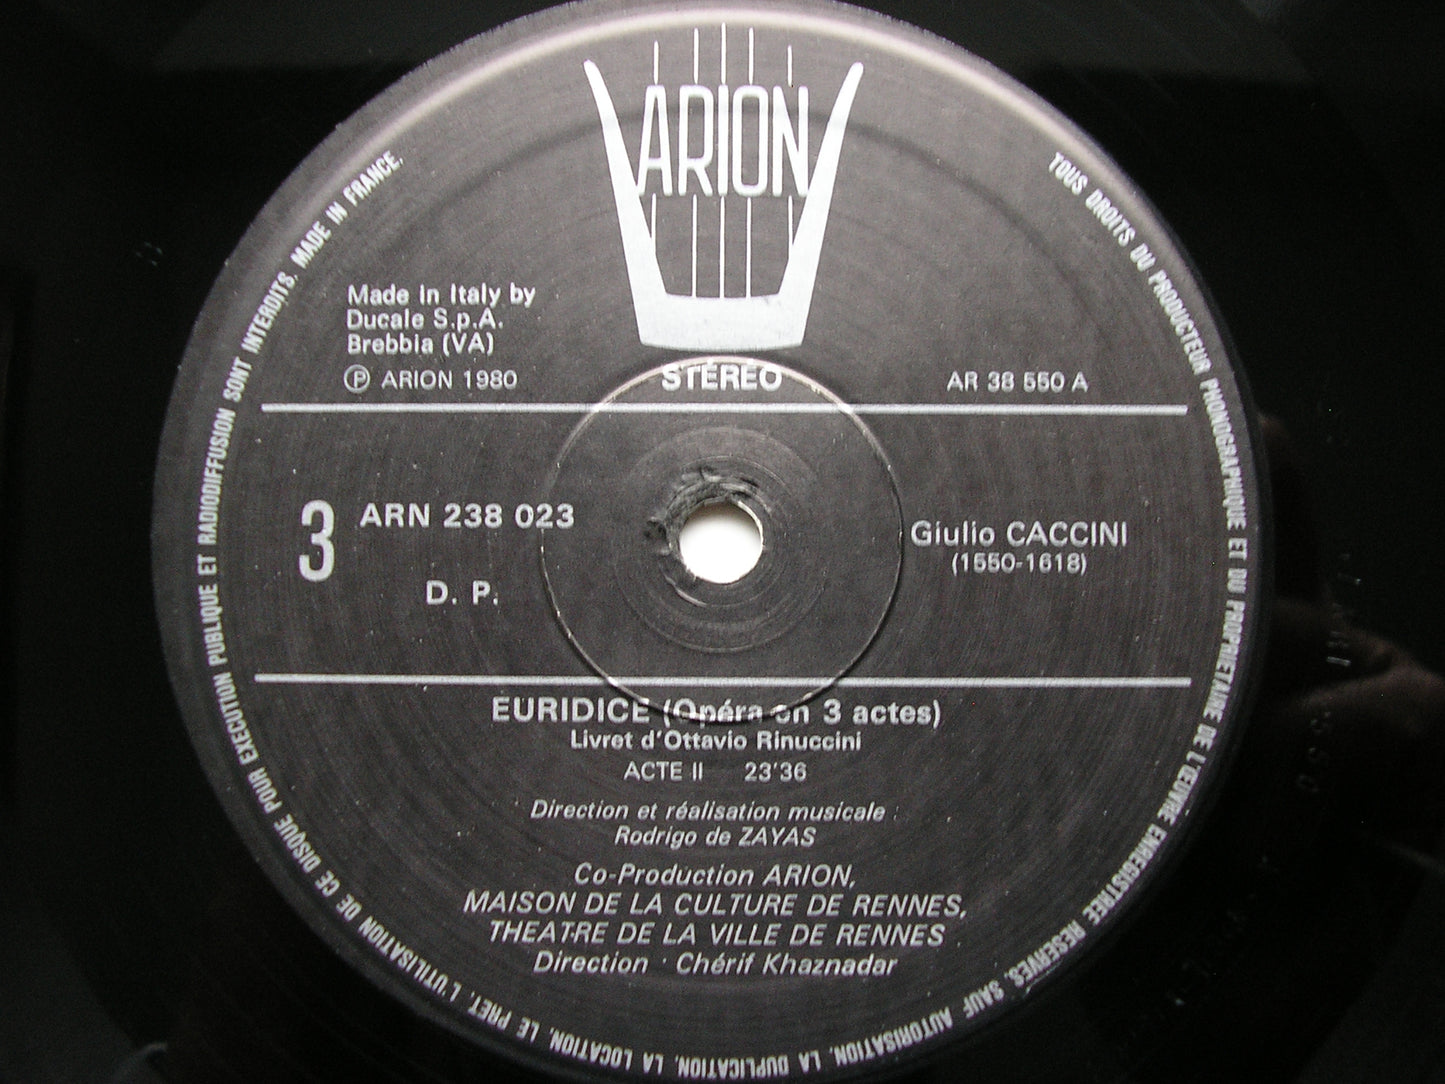 ARION
Made in Italy by
Ducale S.p.A.
Brebbia (VA)
℗ ARION 1980
STÉRÉO
AR 38 550 A
3
ARN 238 023
D. P.
Giulio CACCINI
(1550-1618)
EURIDICE (Opéra en 3 actes)
Livret d'Ottavio Rinuccini
ACTE II 23'36
Direction et réalisation musicale :
Rodrigo de ZAYAS
Co-Production ARION,
MAISON DE LA CULTURE DE RENNES,
THEATRE DE LA VILLE DE RENNES
Direction : Chérif Khaznadar
TOUS DROITS DU PRODUCTEUR PHONOGRAPHIQUE ET DU PROPRIETAIRE DE L'ŒUVRE ENREGISTREE RESERVES. SAUF AUTORISATION, LA DUPLICATION, LA LOCATION, LE PRET, L'UTILISATION DE CE DISQUE POUR EXECUTION PUBLIQUE ET RADIODIFFUSION SONT INTERDITS. MADE IN FRANCE.